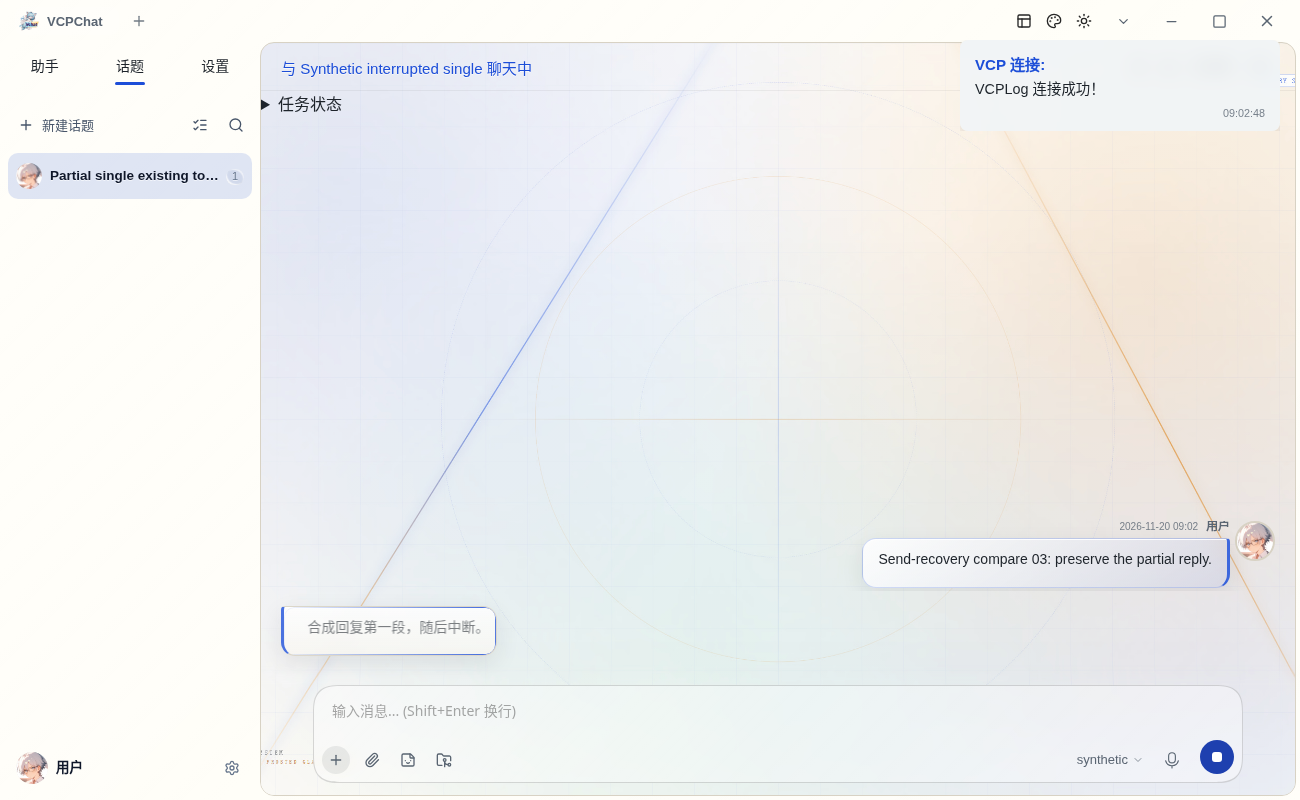 VCPChat
助手 话题 设置
新建话题
Partial single existing to… 1
用户
与 Synthetic interrupted single 聊天中
任务状态
VCP 连接:
VCPLog 连接成功！
09:02:48
2026-11-20 09:02 用户
Send-recovery compare 03: preserve the partial reply.
合成回复第一段，随后中断。
输入消息... (Shift+Enter 换行)
synthetic